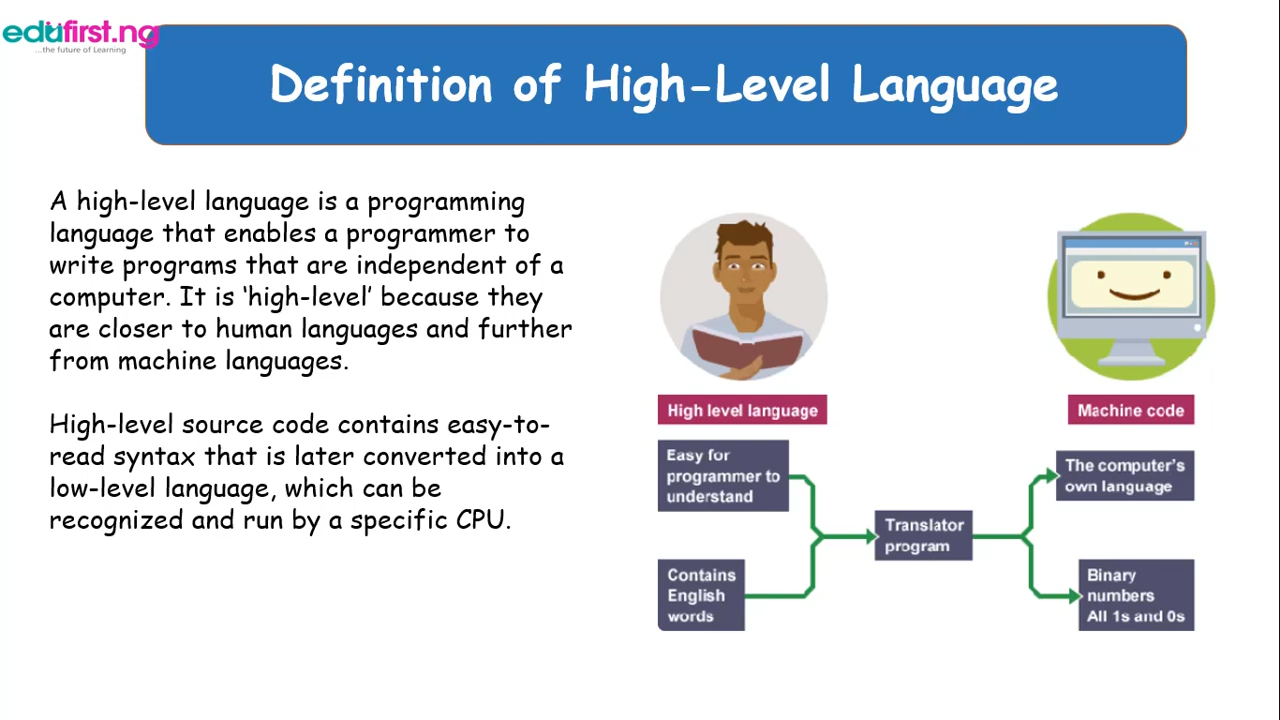 edufirst.ng
...the future of Learning
Definition of High-Level Language
A high-level language is a programming
language that enables a programmer to
write programs that are independent of a
computer. It is ‘high-level’ because they
are closer to human languages and further
from machine languages.
High-level source code contains easy-to-
read syntax that is later converted into a
low-level language, which can be
recognized and run by a specific CPU.
High level language
Easy for
programmer to
understand
Contains
English
words
Translator
program
Machine code
The computer's
own language
Binary
numbers
All 1s and 0s